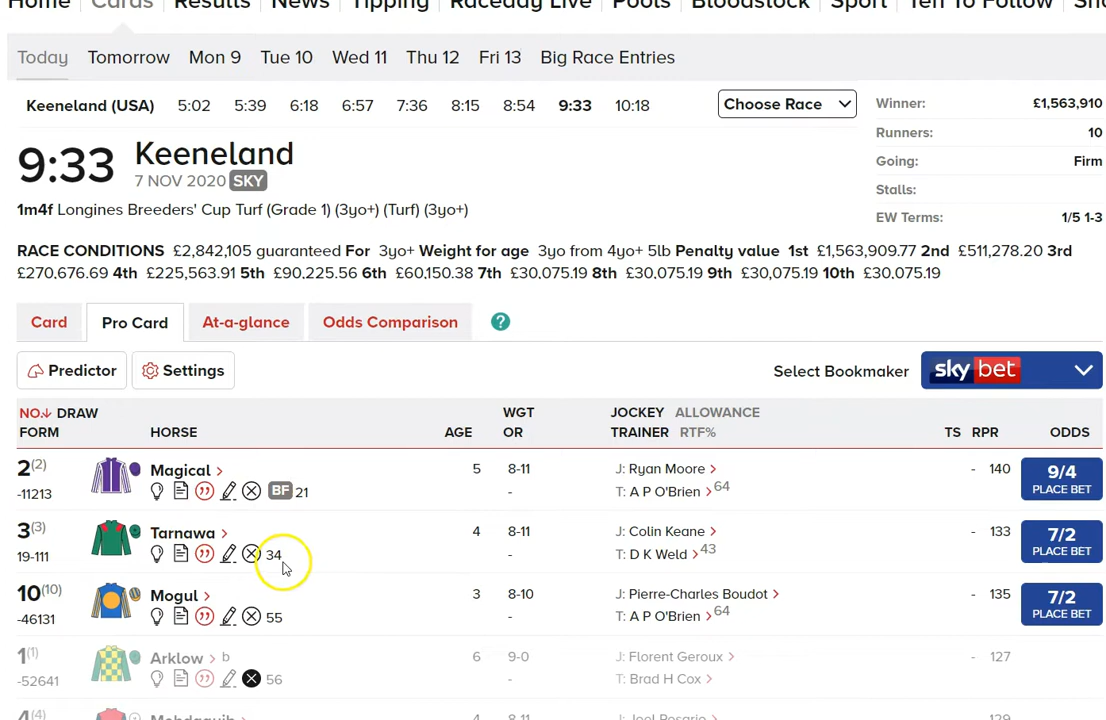 Home Cards Results News Tipping Raceday Live Pools Bloodstock Sport Ten To Follow
Today Tomorrow Mon 9 Tue 10 Wed 11 Thu 12 Fri 13 Big Race Entries
Keeneland (USA) 5:02 5:39 6:18 6:57 7:36 8:15 8:54 9:33 10:18 Choose Race
Winner: £1,563,910
Runners: 10
Going: Firm
Stalls:
EW Terms: 1/5 1-3
9:33 Keeneland
7 NOV 2020 SKY
1m4f Longines Breeders' Cup Turf (Grade 1) (3yo+) (Turf) (3yo+)
RACE CONDITIONS £2,842,105 guaranteed For 3yo+ Weight for age 3yo from 4yo+ 5lb Penalty value 1st £1,563,909.77 2nd £511,278.20 3rd
£270,676.69 4th £225,563.91 5th £90,225.56 6th £60,150.38 7th £30,075.19 8th £30,075.19 9th £30,075.19 10th £30,075.19
Card Pro Card At-a-glance Odds Comparison ?
Predictor Settings Select Bookmaker sky bet
NO. DRAW WGT JOCKEY ALLOWANCE
FORM HORSE AGE OR TRAINER RTF% TS RPR ODDS
2(2) Magical 5 8-11 J: Ryan Moore - 140 9/4
-11213 BF 21 - T: A P O'Brien 64 PLACE BET
3(3) Tarnawa 4 8-11 J: Colin Keane - 133 7/2
19-111 34 - T: D K Weld 43 PLACE BET
10(10) Mogul 3 8-10 J: Pierre-Charles Boudot - 135 7/2
-46131 55 - T: A P O'Brien 64 PLACE BET
1(1) Arklow b 6 9-0 J: Florent Geroux - 127
-52641 56 - T: Brad H Cox
4(4) 4 8-11 J: Joel Rosario 129